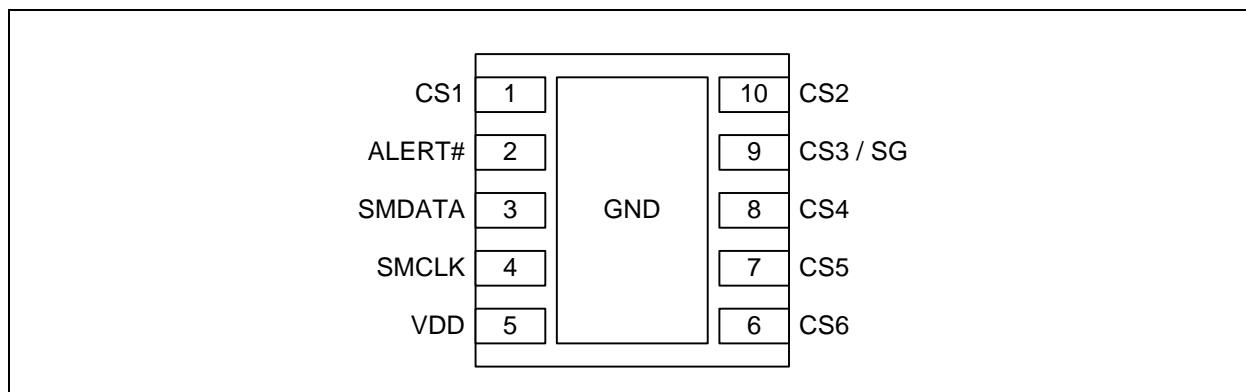 CS1 1 10 CS2
ALERT# 2 9 CS3 / SG
SMDATA 3 GND 8 CS4
SMCLK 4 7 CS5
VDD 5 6 CS6